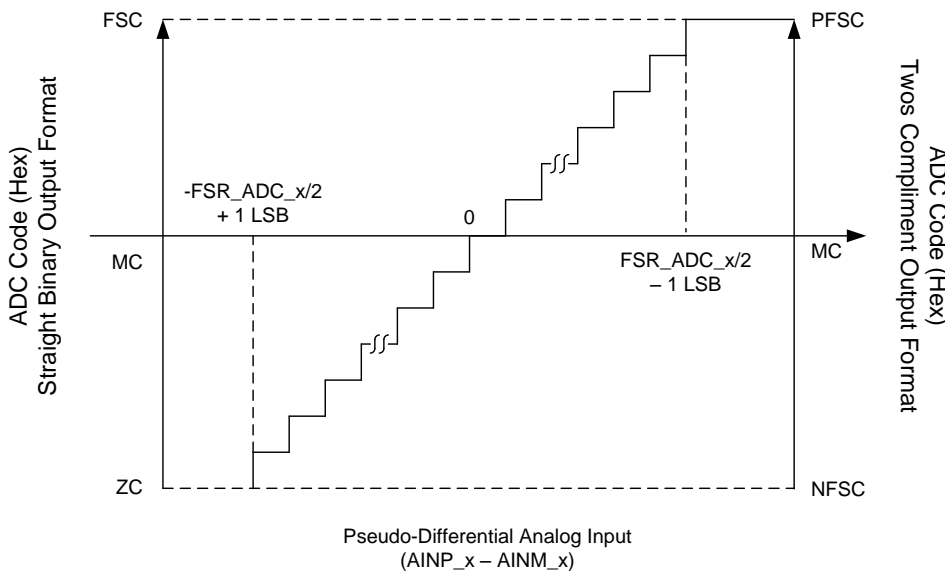 FSC
PFSC
ADC Code (Hex)
Straight Binary Output Format
ADC Code (Hex)
Twos Compliment Output Format
-FSR_ADC_x/2
+ 1 LSB
0
MC
MC
FSR_ADC_x/2
– 1 LSB
ZC
NFSC
Pseudo-Differential Analog Input
(AINP_x – AINM_x)